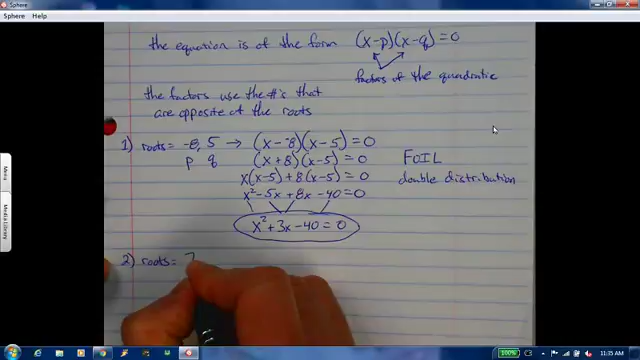 Sphere
Sphere Help
the equation is of the form (x-p)(x-q)=0
factors of the quadratic
the factors use the #'s that
are opposite of the roots
1) roots = -8, 5 → (x--8)(x-5)=0
p q (x+8)(x-5)=0
FOIL
x(x-5)+8(x-5)=0
double distribution
x²-5x+8x-40=0
x²+3x-40=0
2) roots = 7
Menu
Media Library
100%
11:35 AM